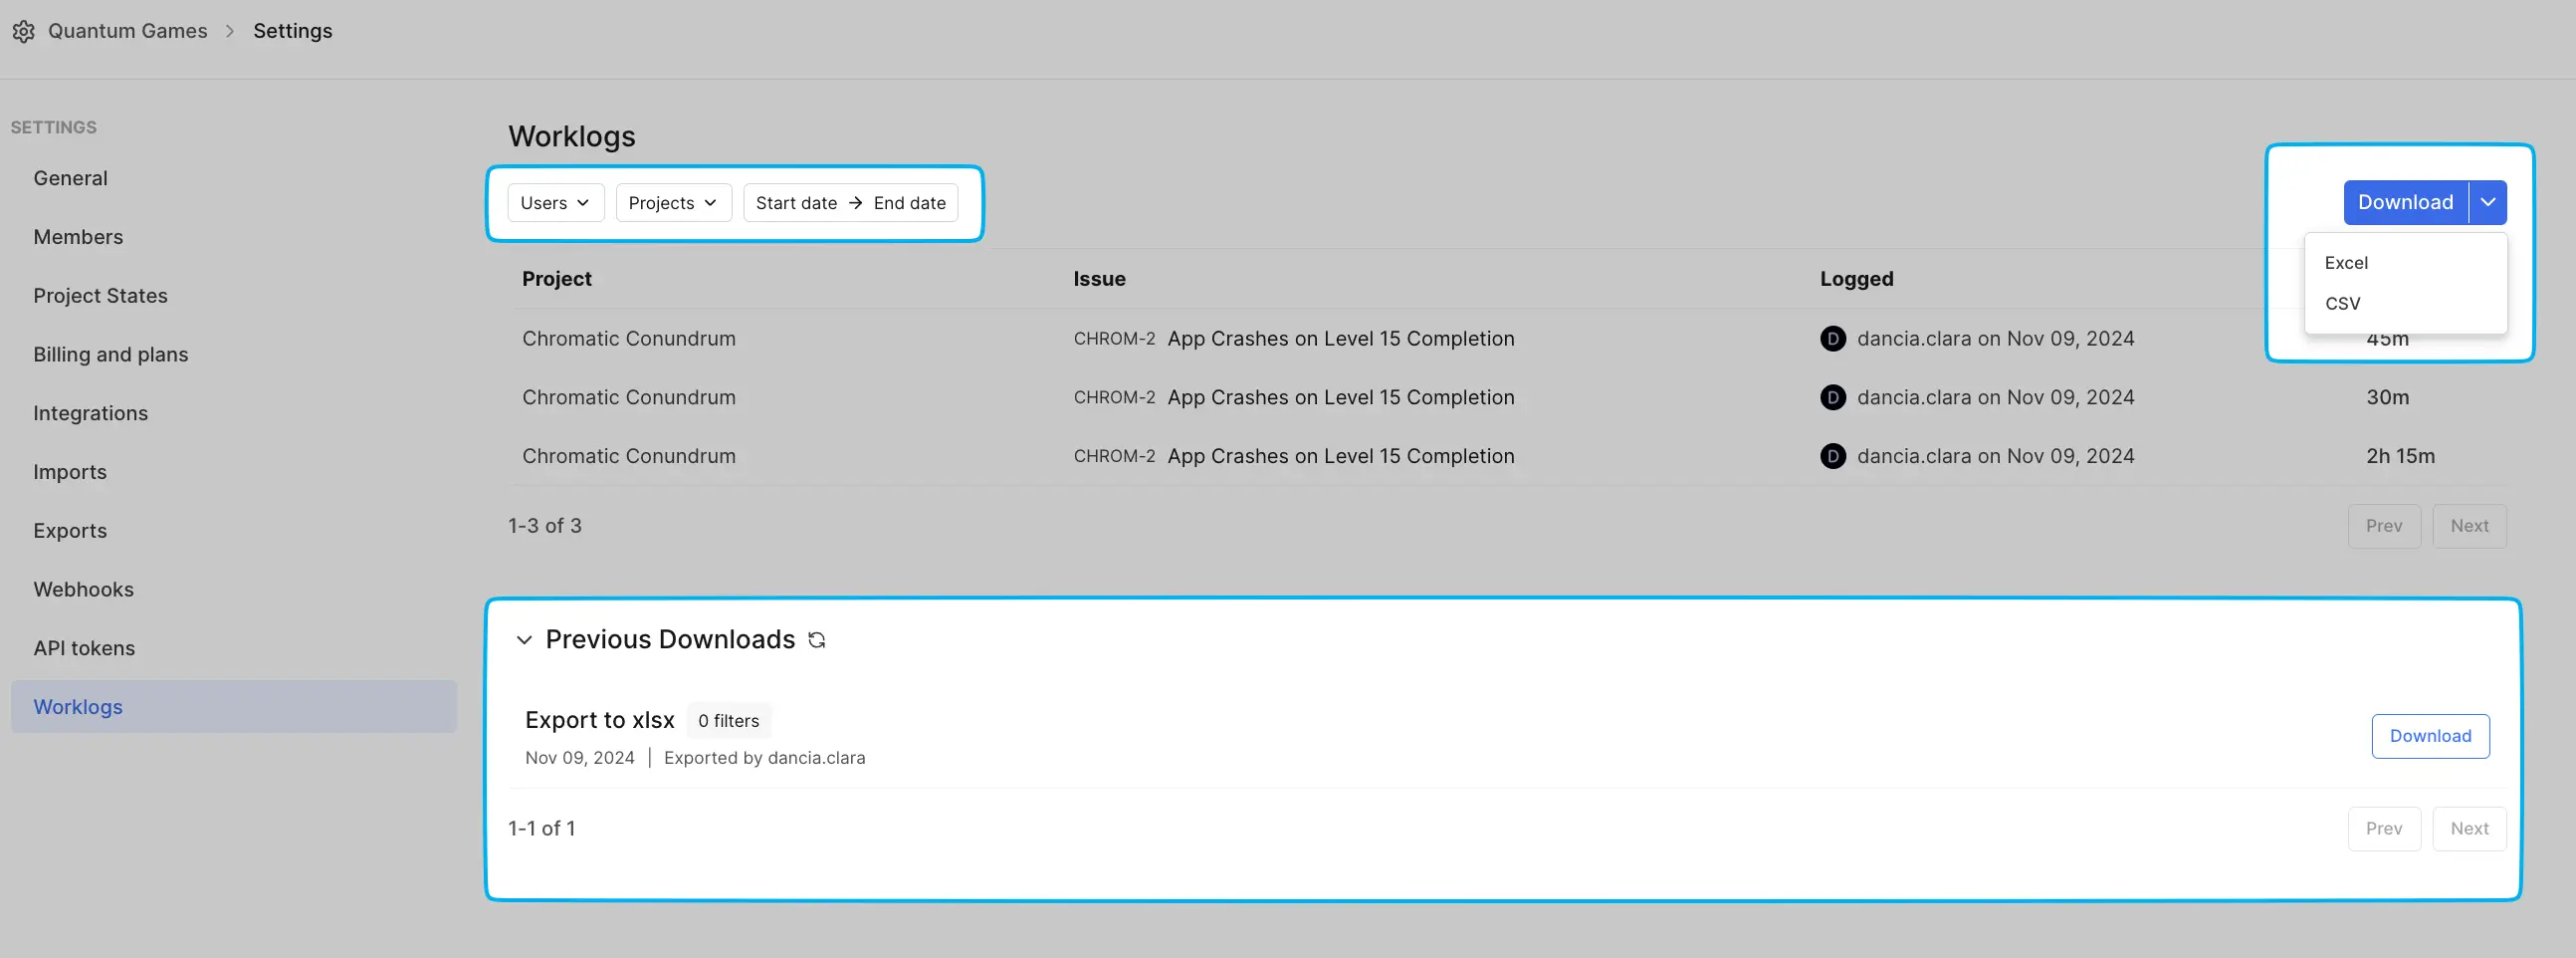 Quantum Games > Settings
SETTINGS
General
Members
Project States
Billing and plans
Integrations
Imports
Exports
Webhooks
API tokens
Worklogs
Worklogs
Users Projects Start date → End date
Download
Excel
CSV
Project Issue Logged
Chromatic Conundrum CHROM-2 App Crashes on Level 15 Completion D dancia.clara on Nov 09, 2024 45m
Chromatic Conundrum CHROM-2 App Crashes on Level 15 Completion D dancia.clara on Nov 09, 2024 30m
Chromatic Conundrum CHROM-2 App Crashes on Level 15 Completion D dancia.clara on Nov 09, 2024 2h 15m
1-3 of 3 Prev Next
Previous Downloads
Export to xlsx 0 filters
Nov 09, 2024 | Exported by dancia.clara
Download
1-1 of 1 Prev Next